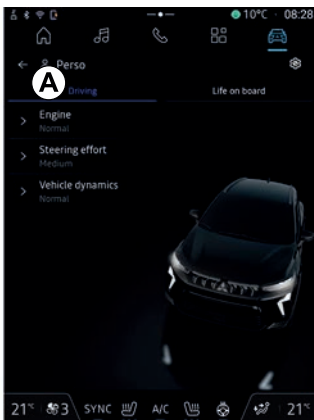 10°C 08:28
← Perso
A
Driving Life on board
> Engine
Normal
> Steering effort
Medium
> Vehicle dynamics
Normal
MITSUBISHI
21°C 3 SYNC A/C 21°C